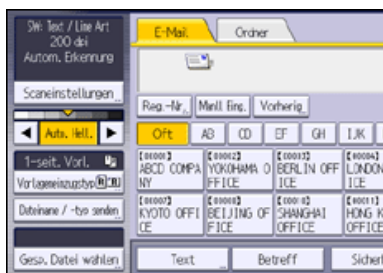 SW: Text / Line Art
200 dpi
Autom. Erkennung
Scaneinstellungen
Auto. Hell.
1-seit. Vorl.
Vorlageneinzugstyp
Dateiname / -typ senden
Gesp. Datei wählen
E-Mail
Ordner
Reg.-Nr.
Manll Eing.
Vorherig.
Oft
AB
CD
EF
GH
IJK
[00001]
ABCD COMPA
NY
[00002]
YOKOHAMA O
FFICE
[00003]
BERLIN OFF
ICE
[00004]
LONDON
ICE
[00007]
KYOTO OFFI
CE
[00008]
BEIJING OF
FICE
[00010]
SHANGHAI
OFFICE
[00011]
HONG K
OFFICE
Text
Betreff
Sicher